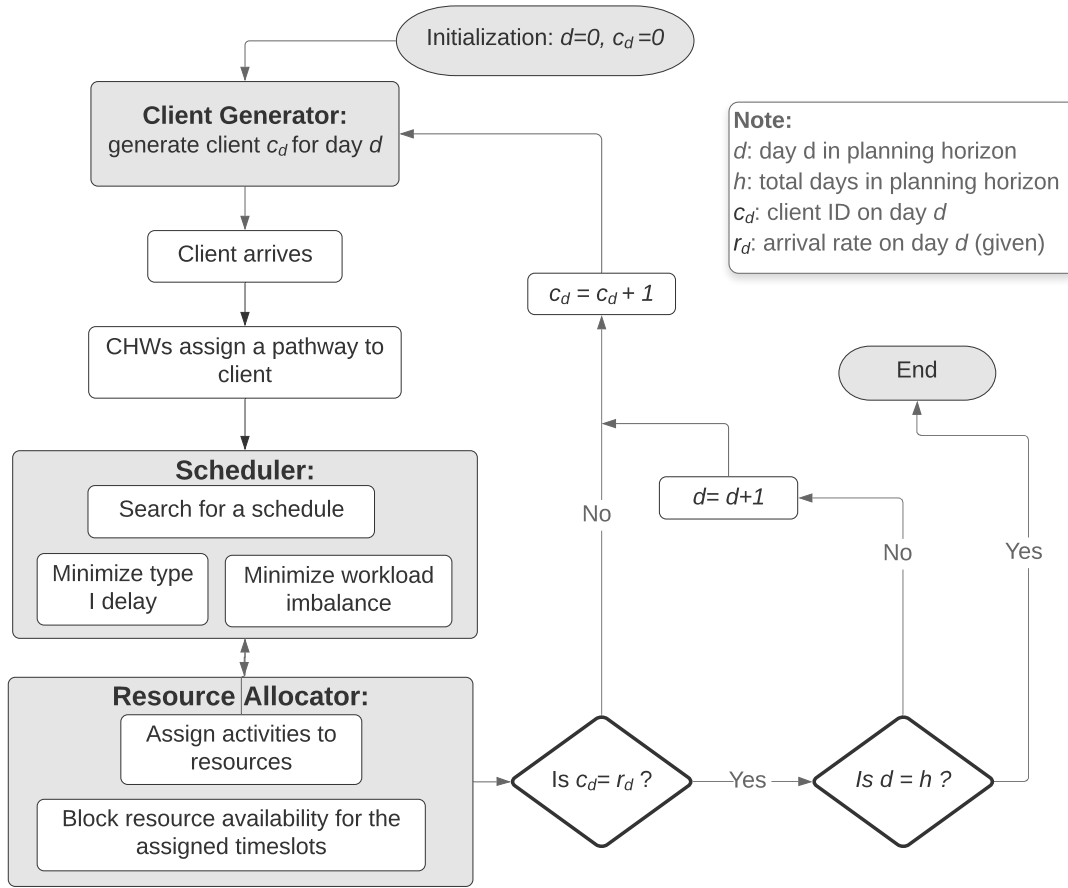 Initialization: d=0, c_d =0
Client Generator:
generate client c_d for day d
Client arrives
CHWs assign a pathway to
client
Scheduler:
Search for a schedule
Minimize type
I delay
Minimize workload
imbalance
Resource Allocator:
Assign activities to
resources
Block resource availability for the
assigned timeslots
Is c_d= r_d ?
No
c_d = c_d + 1
Yes
Is d = h ?
No
d= d+1
Yes
End
Note:
d: day d in planning horizon
h: total days in planning horizon
c_d: client ID on day d
r_d: arrival rate on day d (given)